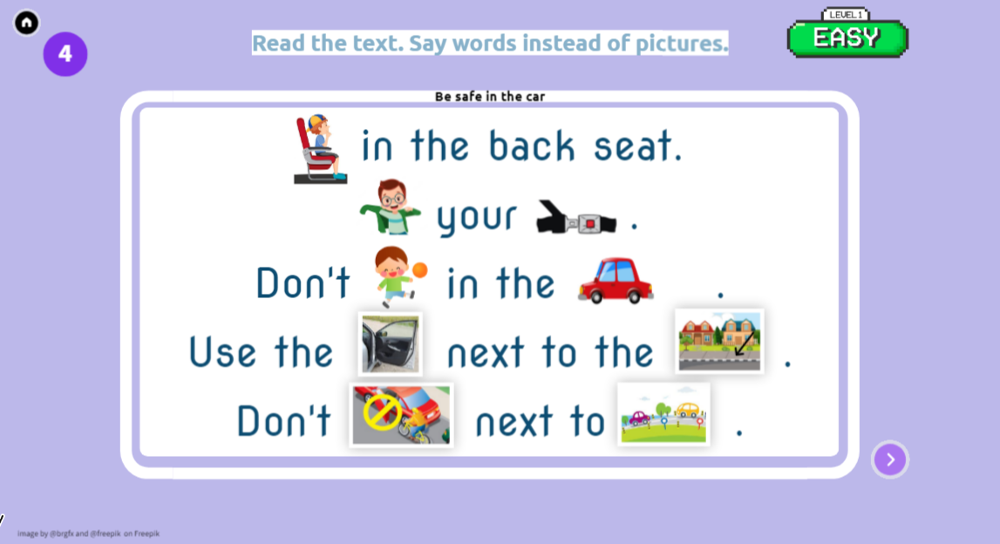 4
Read the text. Say words instead of pictures.
LEVEL 1
EASY
Be safe in the car
in the back seat.
your .
Don't in the .
Use the next to the .
Don't next to .
image by @brgfx and @freepik on Freepik